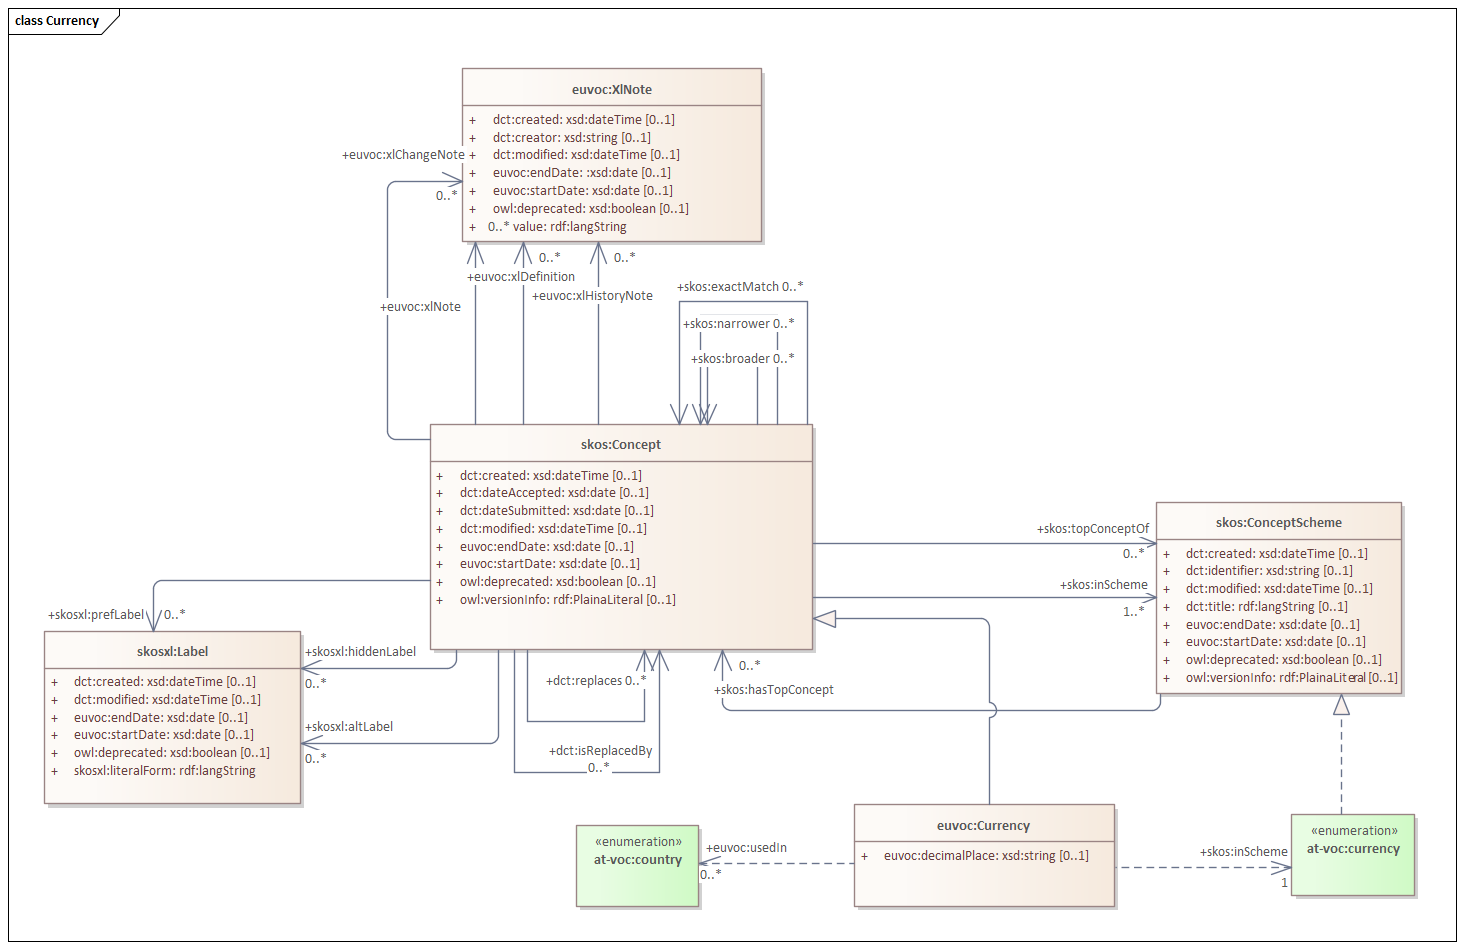 class Currency
euvoc:XlNote
+ dct:created: xsd:dateTime [0..1]
+ dct:creator: xsd:string [0..1]
+ dct:modified: xsd:dateTime [0..1]
+ euvoc:endDate: :xsd:date [0..1]
+ euvoc:startDate: xsd:date [0..1]
+ owl:deprecated: xsd:boolean [0..1]
+ 0..* value: rdf:langString
+euvoc:xlChangeNote
0..*
0..*
0..*
+euvoc:xlDefinition
+euvoc:xlHistoryNote
+euvoc:xlNote
+skos:exactMatch 0..*
+skos:narrower 0..*
+skos:broader 0..*
skos:Concept
+ dct:created: xsd:dateTime [0..1]
+ dct:dateAccepted: xsd:date [0..1]
+ dct:dateSubmitted: xsd:date [0..1]
+ dct:modified: xsd:dateTime [0..1]
+ euvoc:endDate: xsd:date [0..1]
+ euvoc:startDate: xsd:date [0..1]
+ owl:deprecated: xsd:boolean [0..1]
+ owl:versionInfo: rdf:PlainaLiteral [0..1]
+skos:topConceptOf
0..*
+skos:inScheme
1..*
skos:ConceptScheme
+ dct:created: xsd:dateTime [0..1]
+ dct:identifier: xsd:string [0..1]
+ dct:modified: xsd:dateTime [0..1]
+ dct:title: rdf:langString [0..1]
+ euvoc:endDate: xsd:date [0..1]
+ euvoc:startDate: xsd:date [0..1]
+ owl:deprecated: xsd:boolean [0..1]
+ owl:versionInfo: rdf:PlainaLiteral [0..1]
+skosxl:prefLabel
0..*
skosxl:Label
+ dct:created: xsd:dateTime [0..1]
+ dct:modified: xsd:dateTime [0..1]
+ euvoc:endDate: xsd:date [0..1]
+ euvoc:startDate: xsd:date [0..1]
+ owl:deprecated: xsd:boolean [0..1]
+ skosxl:literalForm: rdf:langString
+skosxl:hiddenLabel
0..*
+skosxl:altLabel
0..*
+dct:replaces 0..*
+dct:isReplacedBy
0..*
0..*
+skos:hasTopConcept
«enumeration»
at-voc:country
+euvoc:usedIn
0..*
euvoc:Currency
+ euvoc:decimalPlace: xsd:string [0..1]
+skos:inScheme
1
«enumeration»
at-voc:currency